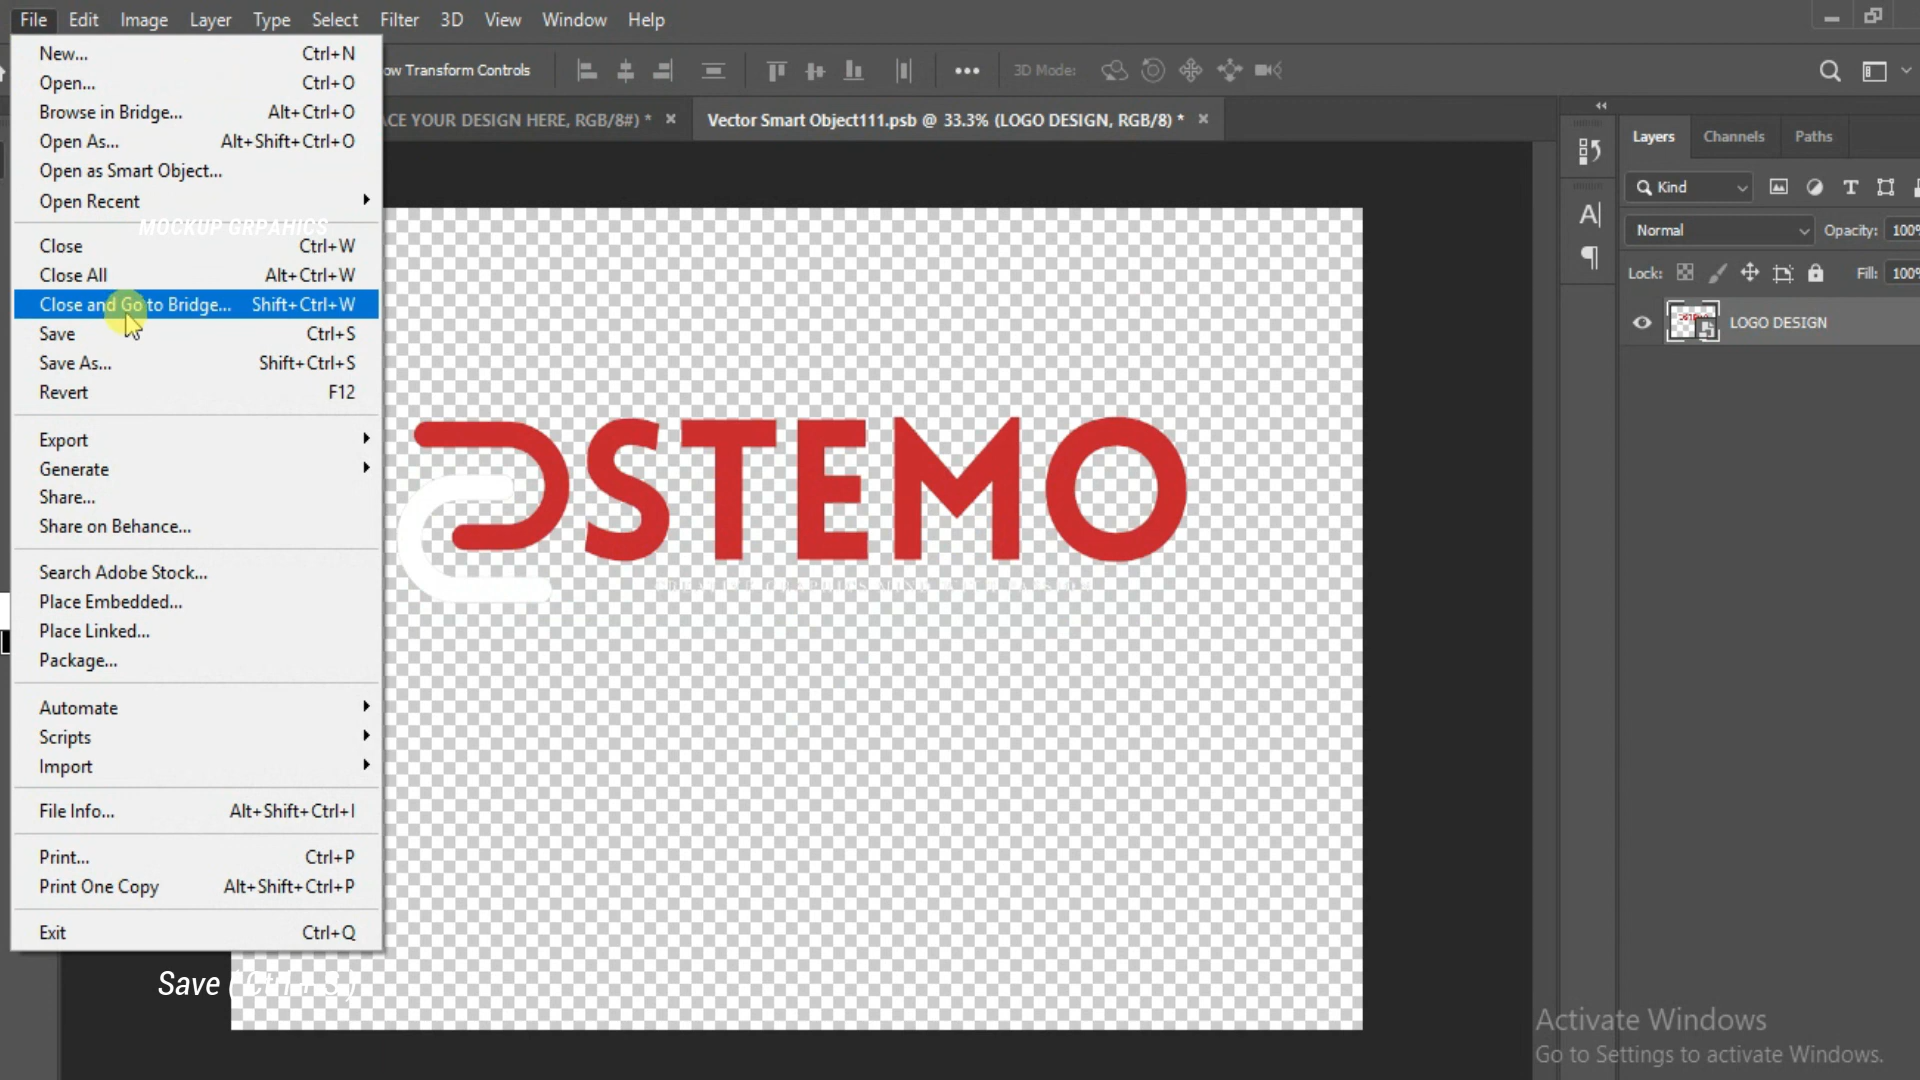 File Edit Image Layer Type Select Filter 3D View Window Help
New... Ctrl+N
Open... Ctrl+O
Browse in Bridge... Alt+Ctrl+O
Open As... Alt+Shift+Ctrl+O
Open as Smart Object...
Open Recent
MOCKUP GRPAHICS
Close Ctrl+W
Close All Alt+Ctrl+W
Close and Go to Bridge... Shift+Ctrl+W
Save Ctrl+S
Save As... Shift+Ctrl+S
Revert F12
Export
Generate
Share...
Share on Behance...
Search Adobe Stock...
Place Embedded...
Place Linked...
Package...
Automate
Scripts
Import
File Info... Alt+Shift+Ctrl+I
Print... Ctrl+P
Print One Copy Alt+Shift+Ctrl+P
Exit Ctrl+Q
Save ( Ctrl + S )
ow Transform Controls
3D Mode:
ACE YOUR DESIGN HERE, RGB/8#) * ×
Vector Smart Object111.psb @ 33.3% (LOGO DESIGN, RGB/8) * ×
STEMO
Layers Channels Paths
Kind
Normal Opacity: 100%
Lock: Fill: 100%
LOGO DESIGN
Activate Windows
Go to Settings to activate Windows.